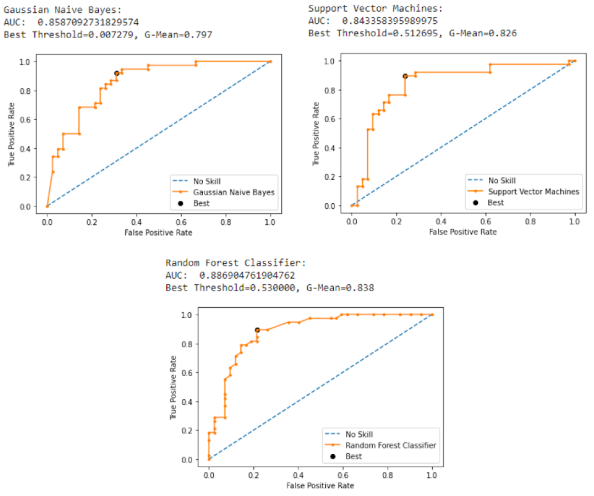 Gaussian Naive Bayes:
AUC: 0.8587092731829574
Best Threshold=0.007279, G-Mean=0.797
1.0
0.8
0.6
0.4
0.2
0.0
True Positive Rate
No Skill
Gaussian Naive Bayes
Best
0.0 0.2 0.4 0.6 0.8 1.0
False Positive Rate
Support Vector Machines:
AUC: 0.843358395989975
Best Threshold=0.512695, G-Mean=0.826
1.0
0.8
0.6
0.4
0.2
0.0
True Positive Rate
No Skill
Support Vector Machines
Best
0.0 0.2 0.4 0.6 0.8 1.0
False Positive Rate
Random Forest Classifier:
AUC: 0.886904761904762
Best Threshold=0.530000, G-Mean=0.838
1.0
0.8
0.6
0.4
0.2
0.0
True Positive Rate
No Skill
Random Forest Classifier
Best
0.0 0.2 0.4 0.6 0.8 1.0
False Positive Rate